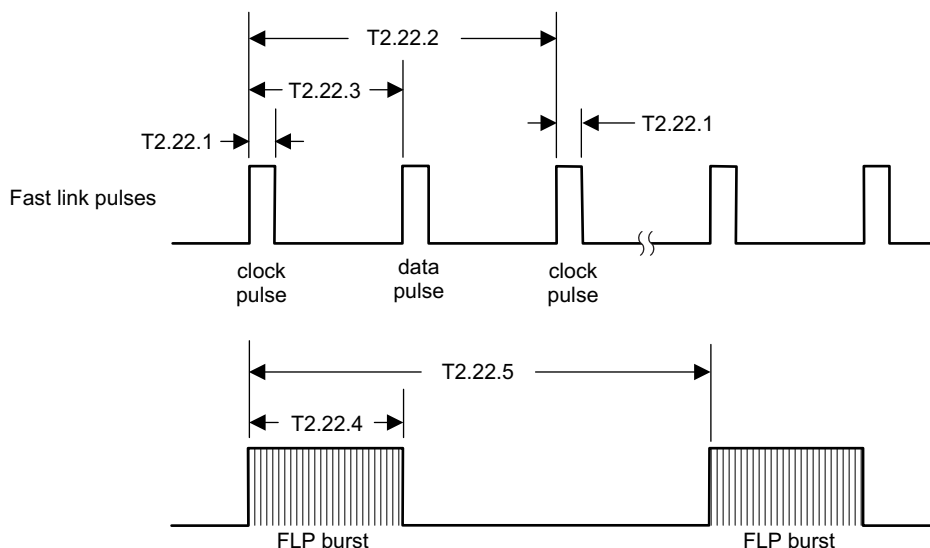 T2.22.2
T2.22.3
T2.22.1
T2.22.1
Fast link pulses
clock
pulse
data
pulse
clock
pulse
T2.22.5
T2.22.4
FLP burst
FLP burst